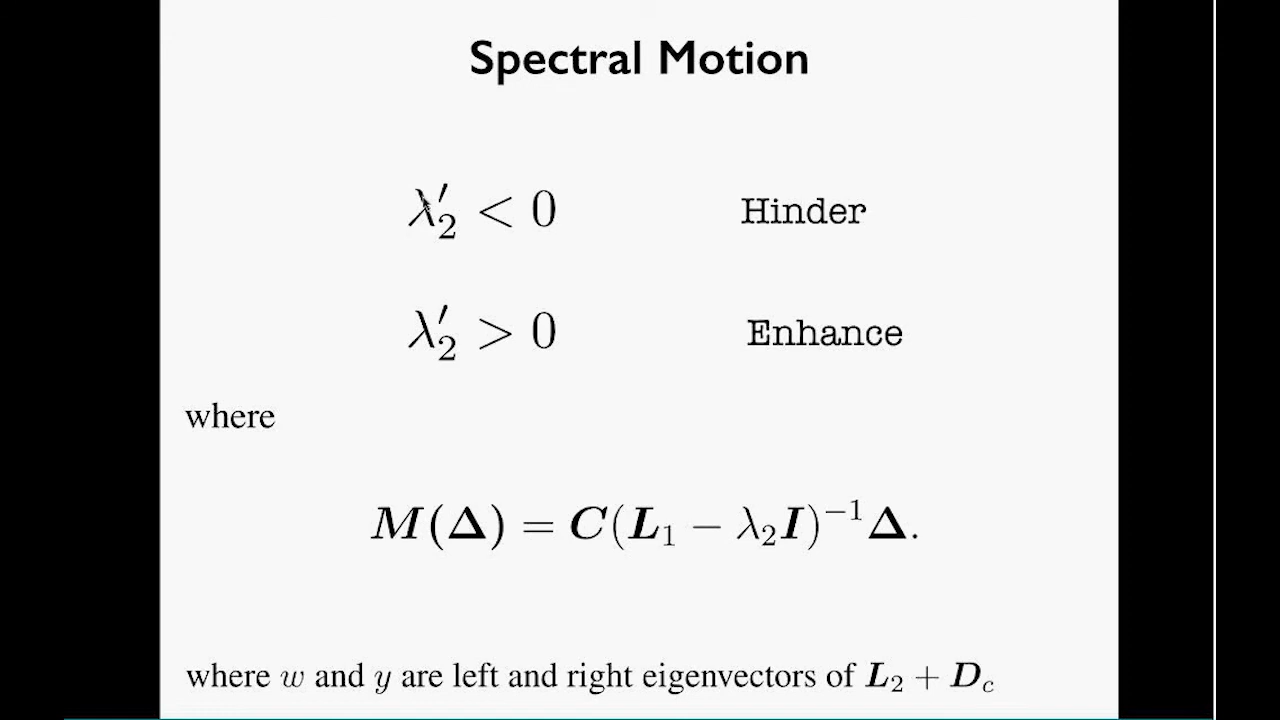 Spectral Motion
λ′₂ < 0 Hinder
λ′₂ > 0 Enhance
where
M(Δ) = C(L₁ − λ₂I)⁻¹Δ.
where w and y are left and right eigenvectors of L₂ + D_c